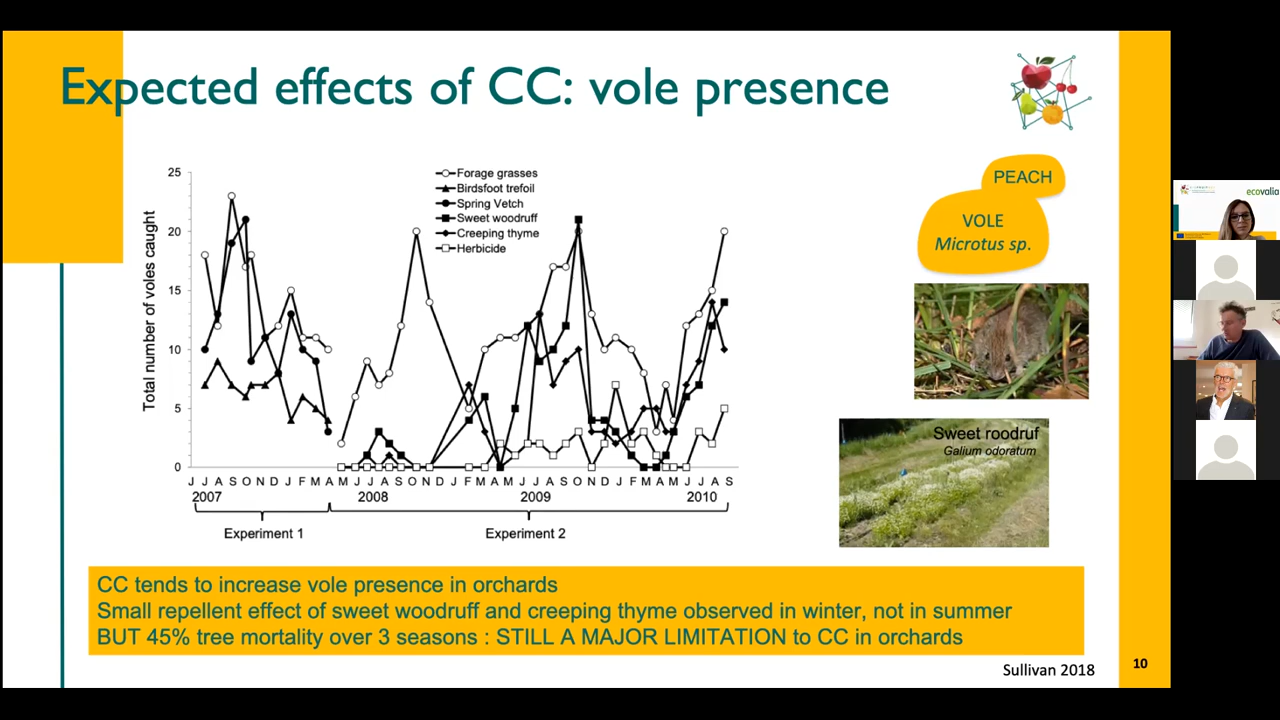 Expected effects of CC: vole presence
PEACH
VOLE
Microtus sp.
Total number of voles caught
25
20
15
10
5
0
Forage grasses
Birdsfoot trefoil
Spring Vetch
Sweet woodruff
Creeping thyme
Herbicide
J J A S O N D J F M A M J J A S O N D J F M A M J J A S O N D J F M A M J J A S
2007 2008 2009 2010
Experiment 1 Experiment 2
Sweet roodruf
Galium odoratum
CC tends to increase vole presence in orchards
Small repellent effect of sweet woodruff and creeping thyme observed in winter, not in summer
BUT 45% tree mortality over 3 seasons : STILL A MAJOR LIMITATION to CC in orchards
Sullivan 2018
10
ecovalia